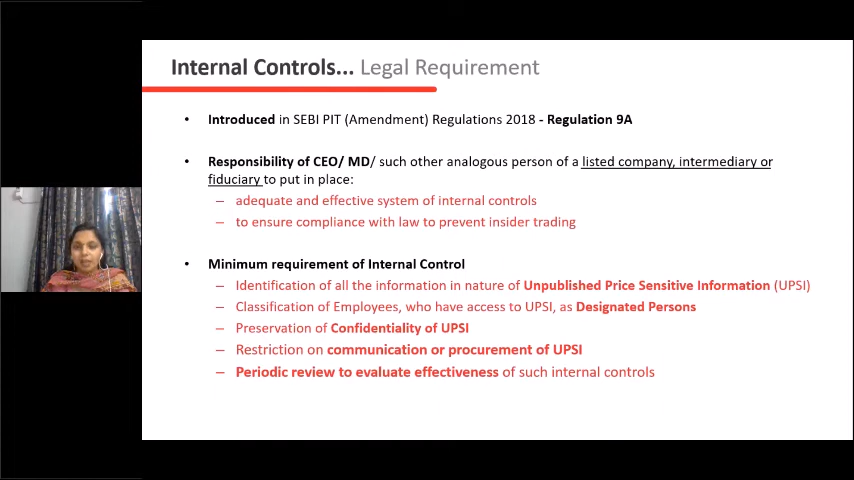 Internal Controls... Legal Requirement
• Introduced in SEBI PIT (Amendment) Regulations 2018 - Regulation 9A
• Responsibility of CEO/ MD/ such other analogous person of a listed company, intermediary or
fiduciary to put in place:
– adequate and effective system of internal controls
– to ensure compliance with law to prevent insider trading
• Minimum requirement of Internal Control
– Identification of all the information in nature of Unpublished Price Sensitive Information (UPSI)
– Classification of Employees, who have access to UPSI, as Designated Persons
– Preservation of Confidentiality of UPSI
– Restriction on communication or procurement of UPSI
– Periodic review to evaluate effectiveness of such internal controls